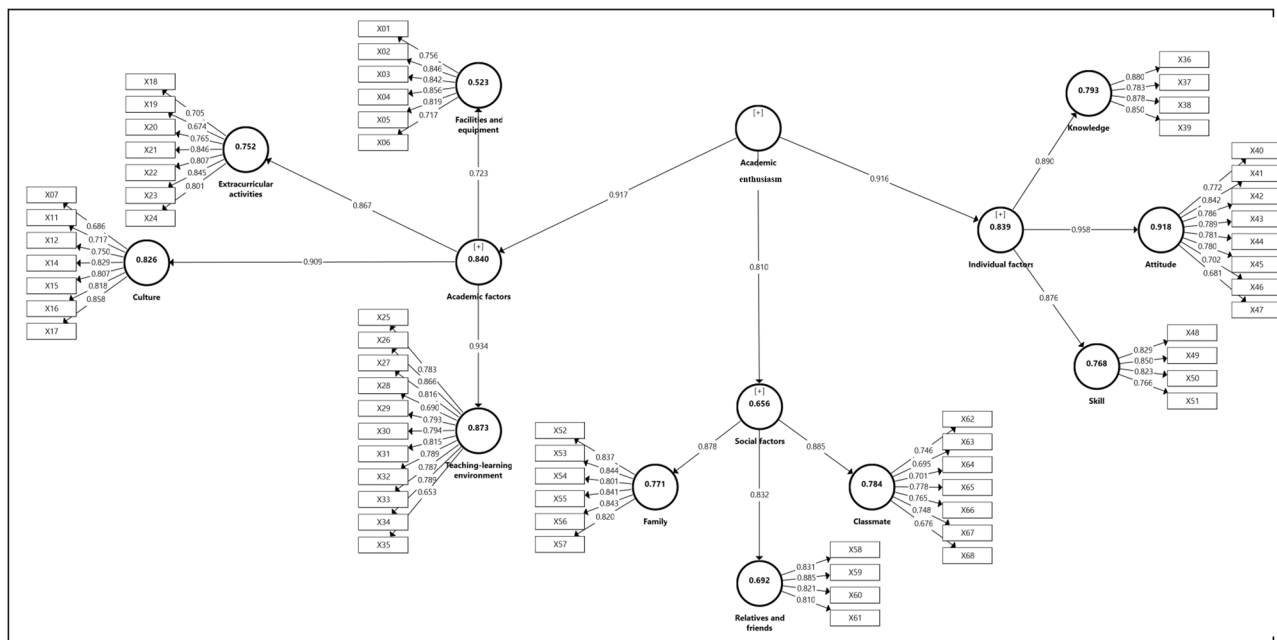 X01
X02
X03
X04
X05
X06
0.756
0.846
0.842
0.856
0.819
0.717
0.523
Facilities and
equipment
X18
X19
X20
X21
X22
X23
X24
0.705
0.674
0.765
0.846
0.807
0.845
0.801
0.752
Extracurricular
activities
X07
X11
X12
X14
X15
X16
X17
0.686
0.717
0.750
0.829
0.807
0.818
0.858
0.826
Culture
0.723
0.867
0.909
0.934
[+]
0.840
Academic factors
X25
X26
X27
X28
X29
X30
X31
X32
X33
X34
X35
0.783
0.866
0.816
0.690
0.793
0.794
0.815
0.789
0.787
0.789
0.653
0.873
Teaching-learning
environment
[+]
Academic
enthusiasm
0.917
0.810
0.916
[+]
0.839
Individual factors
0.890
0.958
0.876
0.793
Knowledge
0.880
0.783
0.878
0.850
X36
X37
X38
X39
0.918
Attitude
0.772
0.842
0.786
0.789
0.781
0.780
0.702
0.681
X40
X41
X42
X43
X44
X45
X46
X47
0.768
Skill
0.829
0.850
0.823
0.766
X48
X49
X50
X51
[+]
0.656
Social factors
0.878
0.832
0.885
X52
X53
X54
X55
X56
X57
0.837
0.844
0.801
0.841
0.843
0.820
0.771
Family
0.784
Classmate
0.746
0.695
0.701
0.778
0.765
0.748
0.676
X62
X63
X64
X65
X66
X67
X68
0.692
Relatives and
friends
0.831
0.885
0.821
0.810
X58
X59
X60
X61